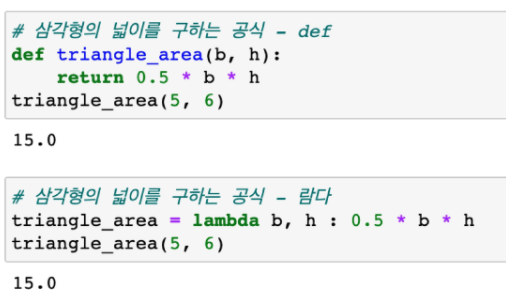 # 삼각형의 넓이를 구하는 공식 – def
def triangle_area(b, h):
    return 0.5 * b * h
triangle_area(5, 6)
15.0
# 삼각형의 넓이를 구하는 공식 – 람다
triangle_area = lambda b, h : 0.5 * b * h
triangle_area(5, 6)
15.0